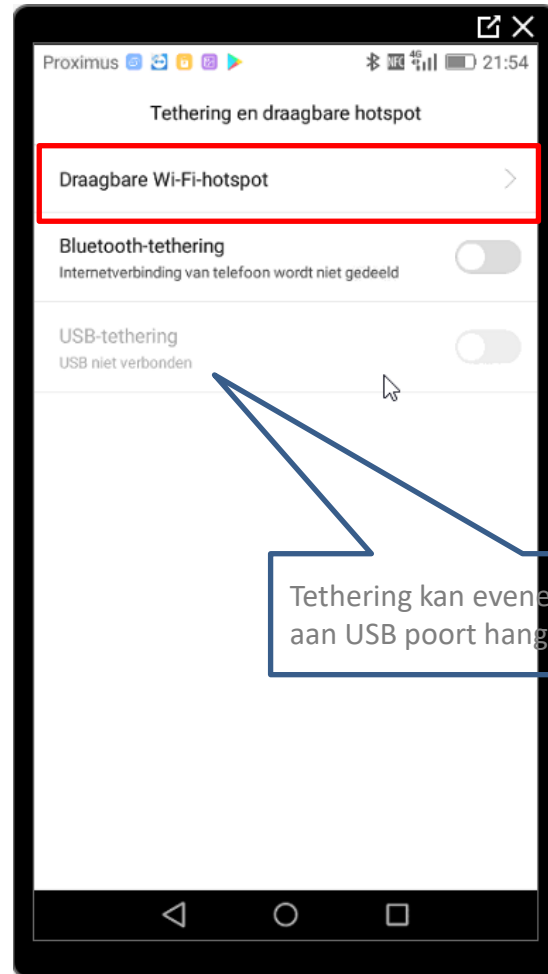 Proximus 4G 21:54
Tethering en draagbare hotspot
Draagbare Wi-Fi-hotspot
Bluetooth-tethering
Internetverbinding van telefoon wordt niet gedeeld
USB-tethering
USB niet verbonden
Tethering kan evene
aan USB poort hang